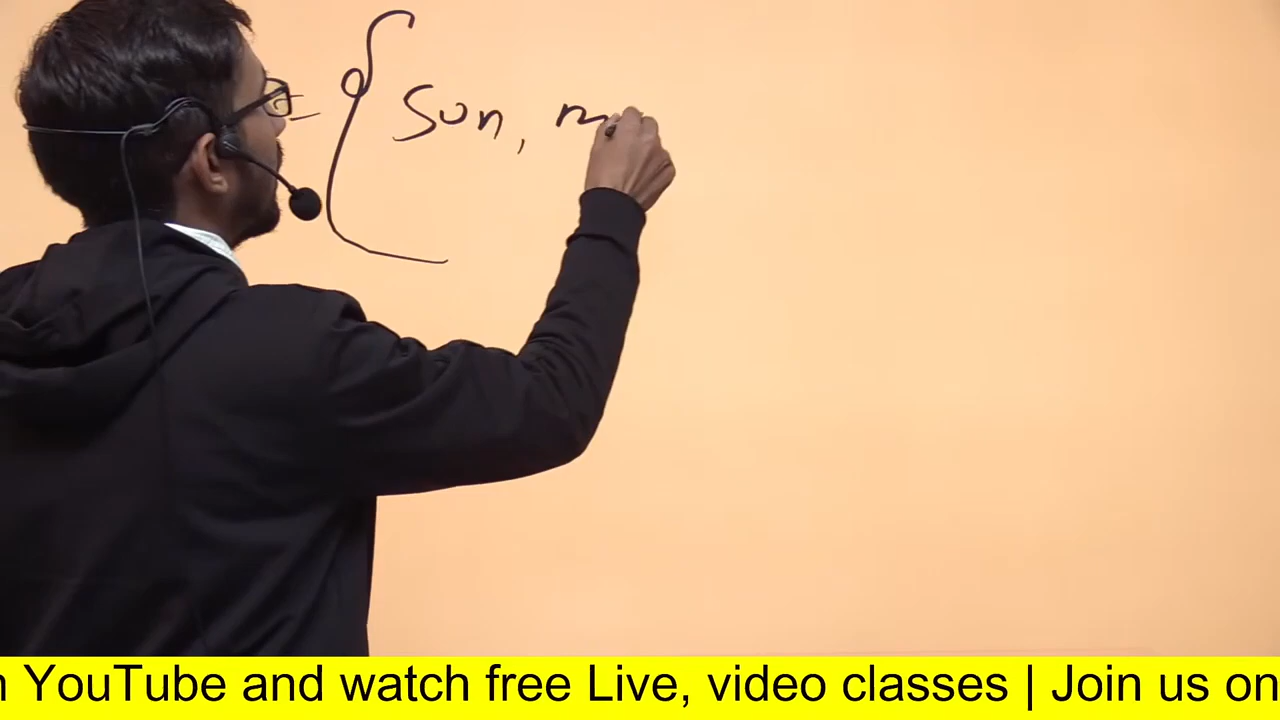 = { Sun, m
n YouTube and watch free Live, video classes | Join us on